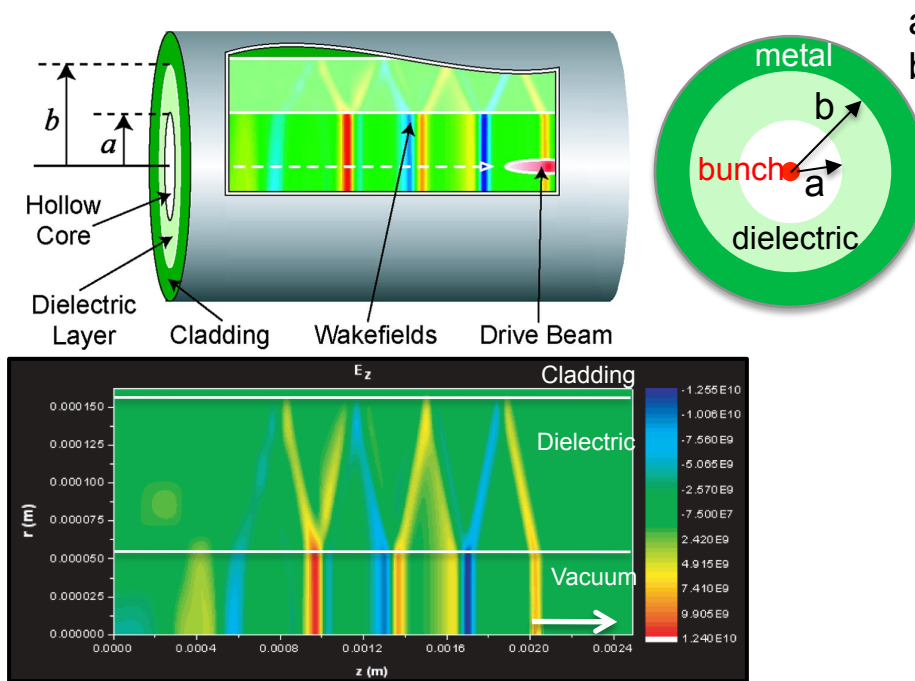 b
a
Hollow
Core
Dielectric
Layer
Cladding
Wakefields
Drive Beam
a
b
metal
b
bunch
a
dielectric
E_z
Cladding
Dielectric
Vacuum
r (m)
0.000150
0.000125
0.000100
0.000075
0.000050
0.000025
0.000000
0.0000 0.0004 0.0008 0.0012 0.0016 0.0020 0.0024
z (m)
-1.255E10
-1.006E10
-7.560E9
-5.065E9
-2.570E9
-7.500E7
2.420E9
4.915E9
7.410E9
9.905E9
1.240E10